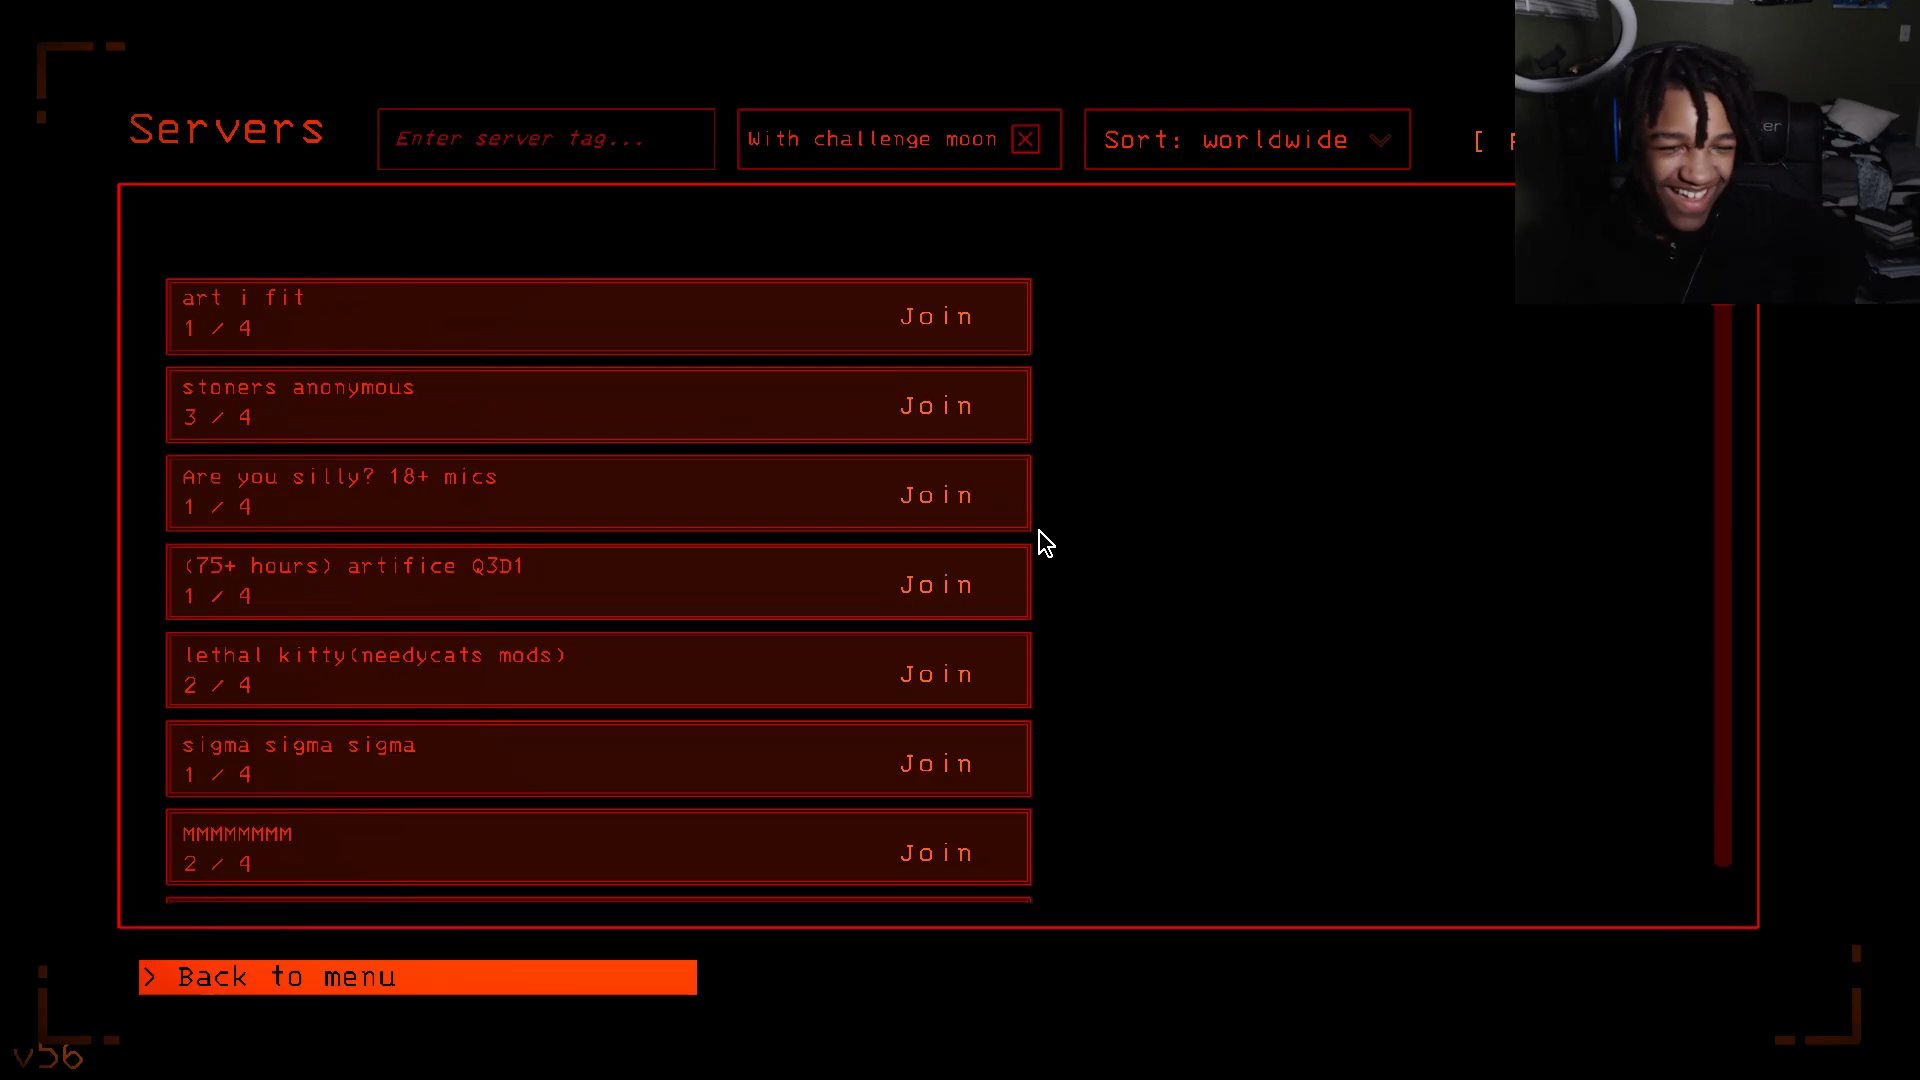 Servers
Enter server tag...
With challenge moon
Sort: worldwide
[
art i fit
1 / 4
Join
stoners anonymous
3 / 4
Join
Are you silly? 18+ mics
1 / 4
Join
(75+ hours) artifice Q3D1
1 / 4
Join
lethal kitty(needycats mods)
2 / 4
Join
sigma sigma sigma
1 / 4
Join
MMMMMMMM
2 / 4
Join
> Back to menu
v56